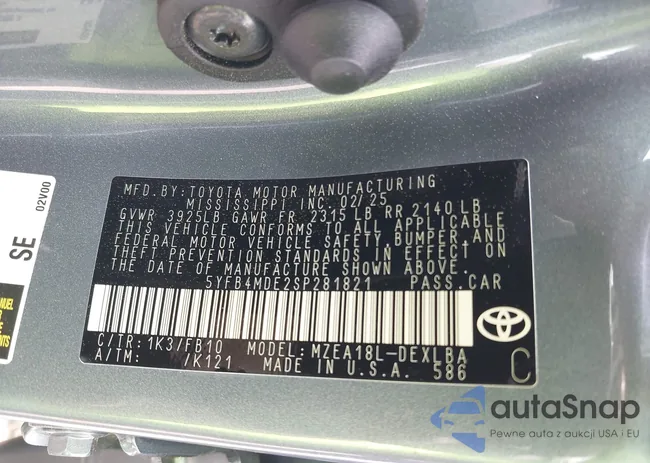 MFD. BY: TOYOTA MOTOR MANUFACTURING
MISSISSIPPI INC. 02/25
GVWR 3925LB GAWR FR 2315 LB RR 2140 LB
THIS VEHICLE CONFORMS TO ALL APPLICABLE
FEDERAL MOTOR VEHICLE SAFETY, BUMPER, AND
THEFT PREVENTION STANDARDS IN EFFECT ON
THE DATE OF MANUFACTURE SHOWN ABOVE.
5YFB4MDE2SP281821 PASS. CAR
C/TR: 1K3/FB10 MODEL: MZEA18L-DEXLBA
A/TM: /K121 MADE IN U.S.A. 586
C
02V00
SE
autaSnap
Pewne auta z aukcji USA i EU